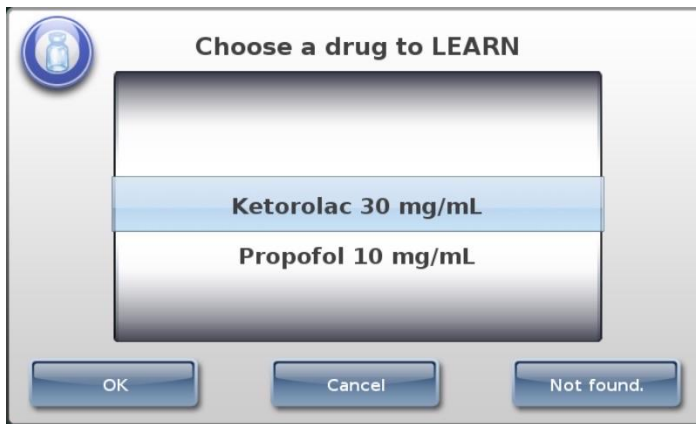 Choose a drug to LEARN
Ketorolac 30 mg/mL
Propofol 10 mg/mL
OK
Cancel
Not found.